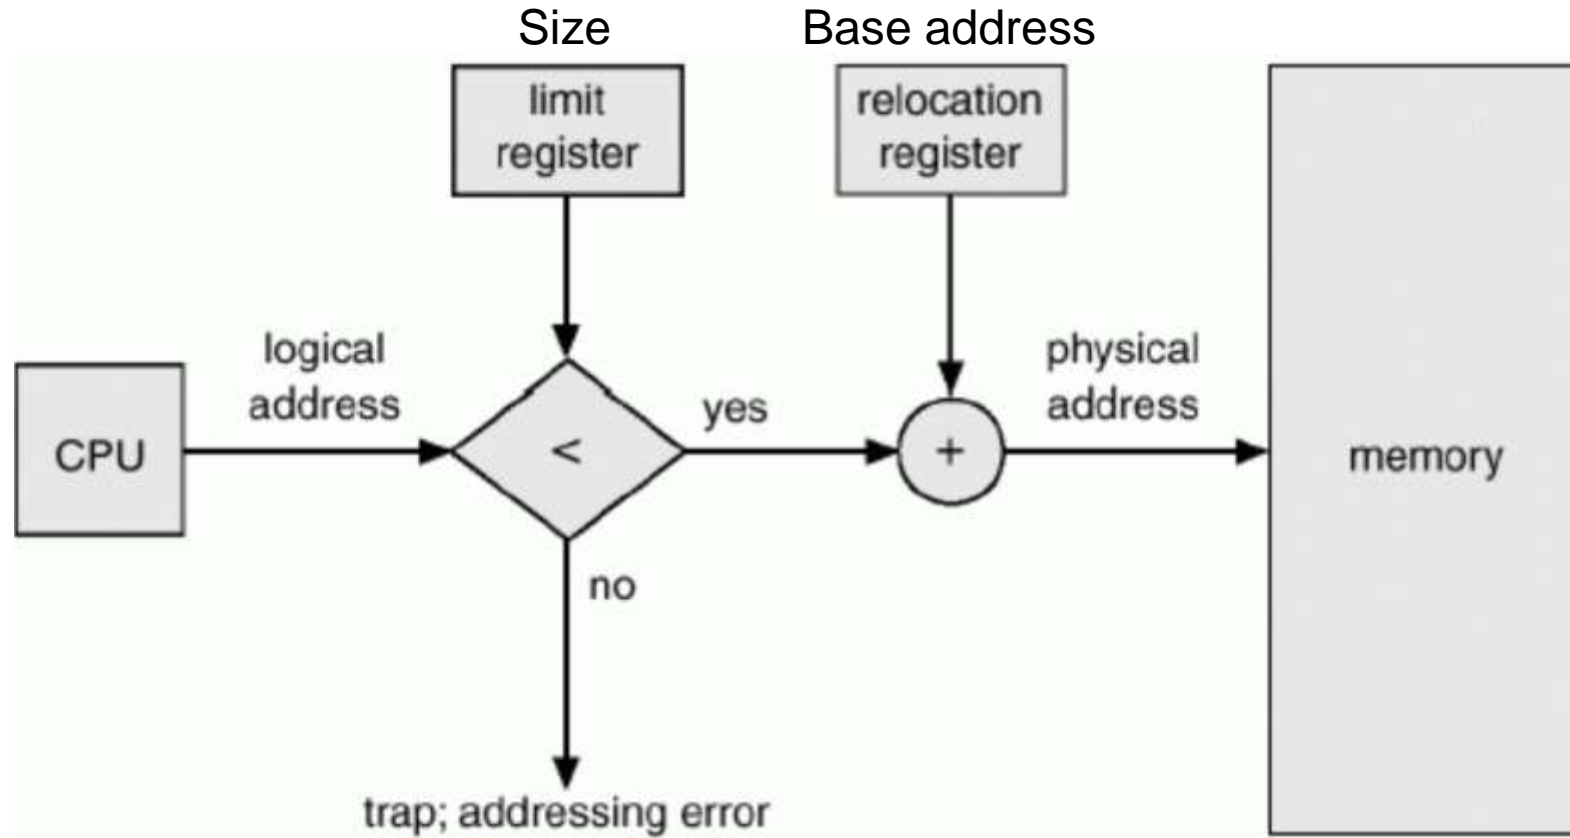 Size
Base address
limit
register
relocation
register
logical
address
physical
address
CPU
<
yes
+
memory
no
trap; addressing error